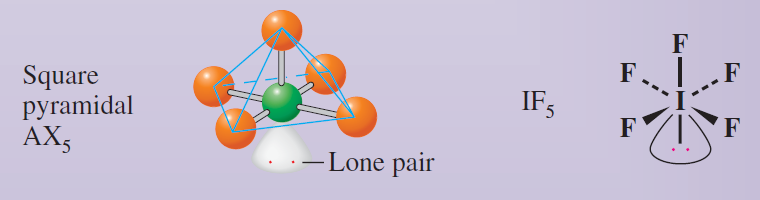 Square
pyramidal
AX₅
Lone pair
IF₅
F
F F
I
F F